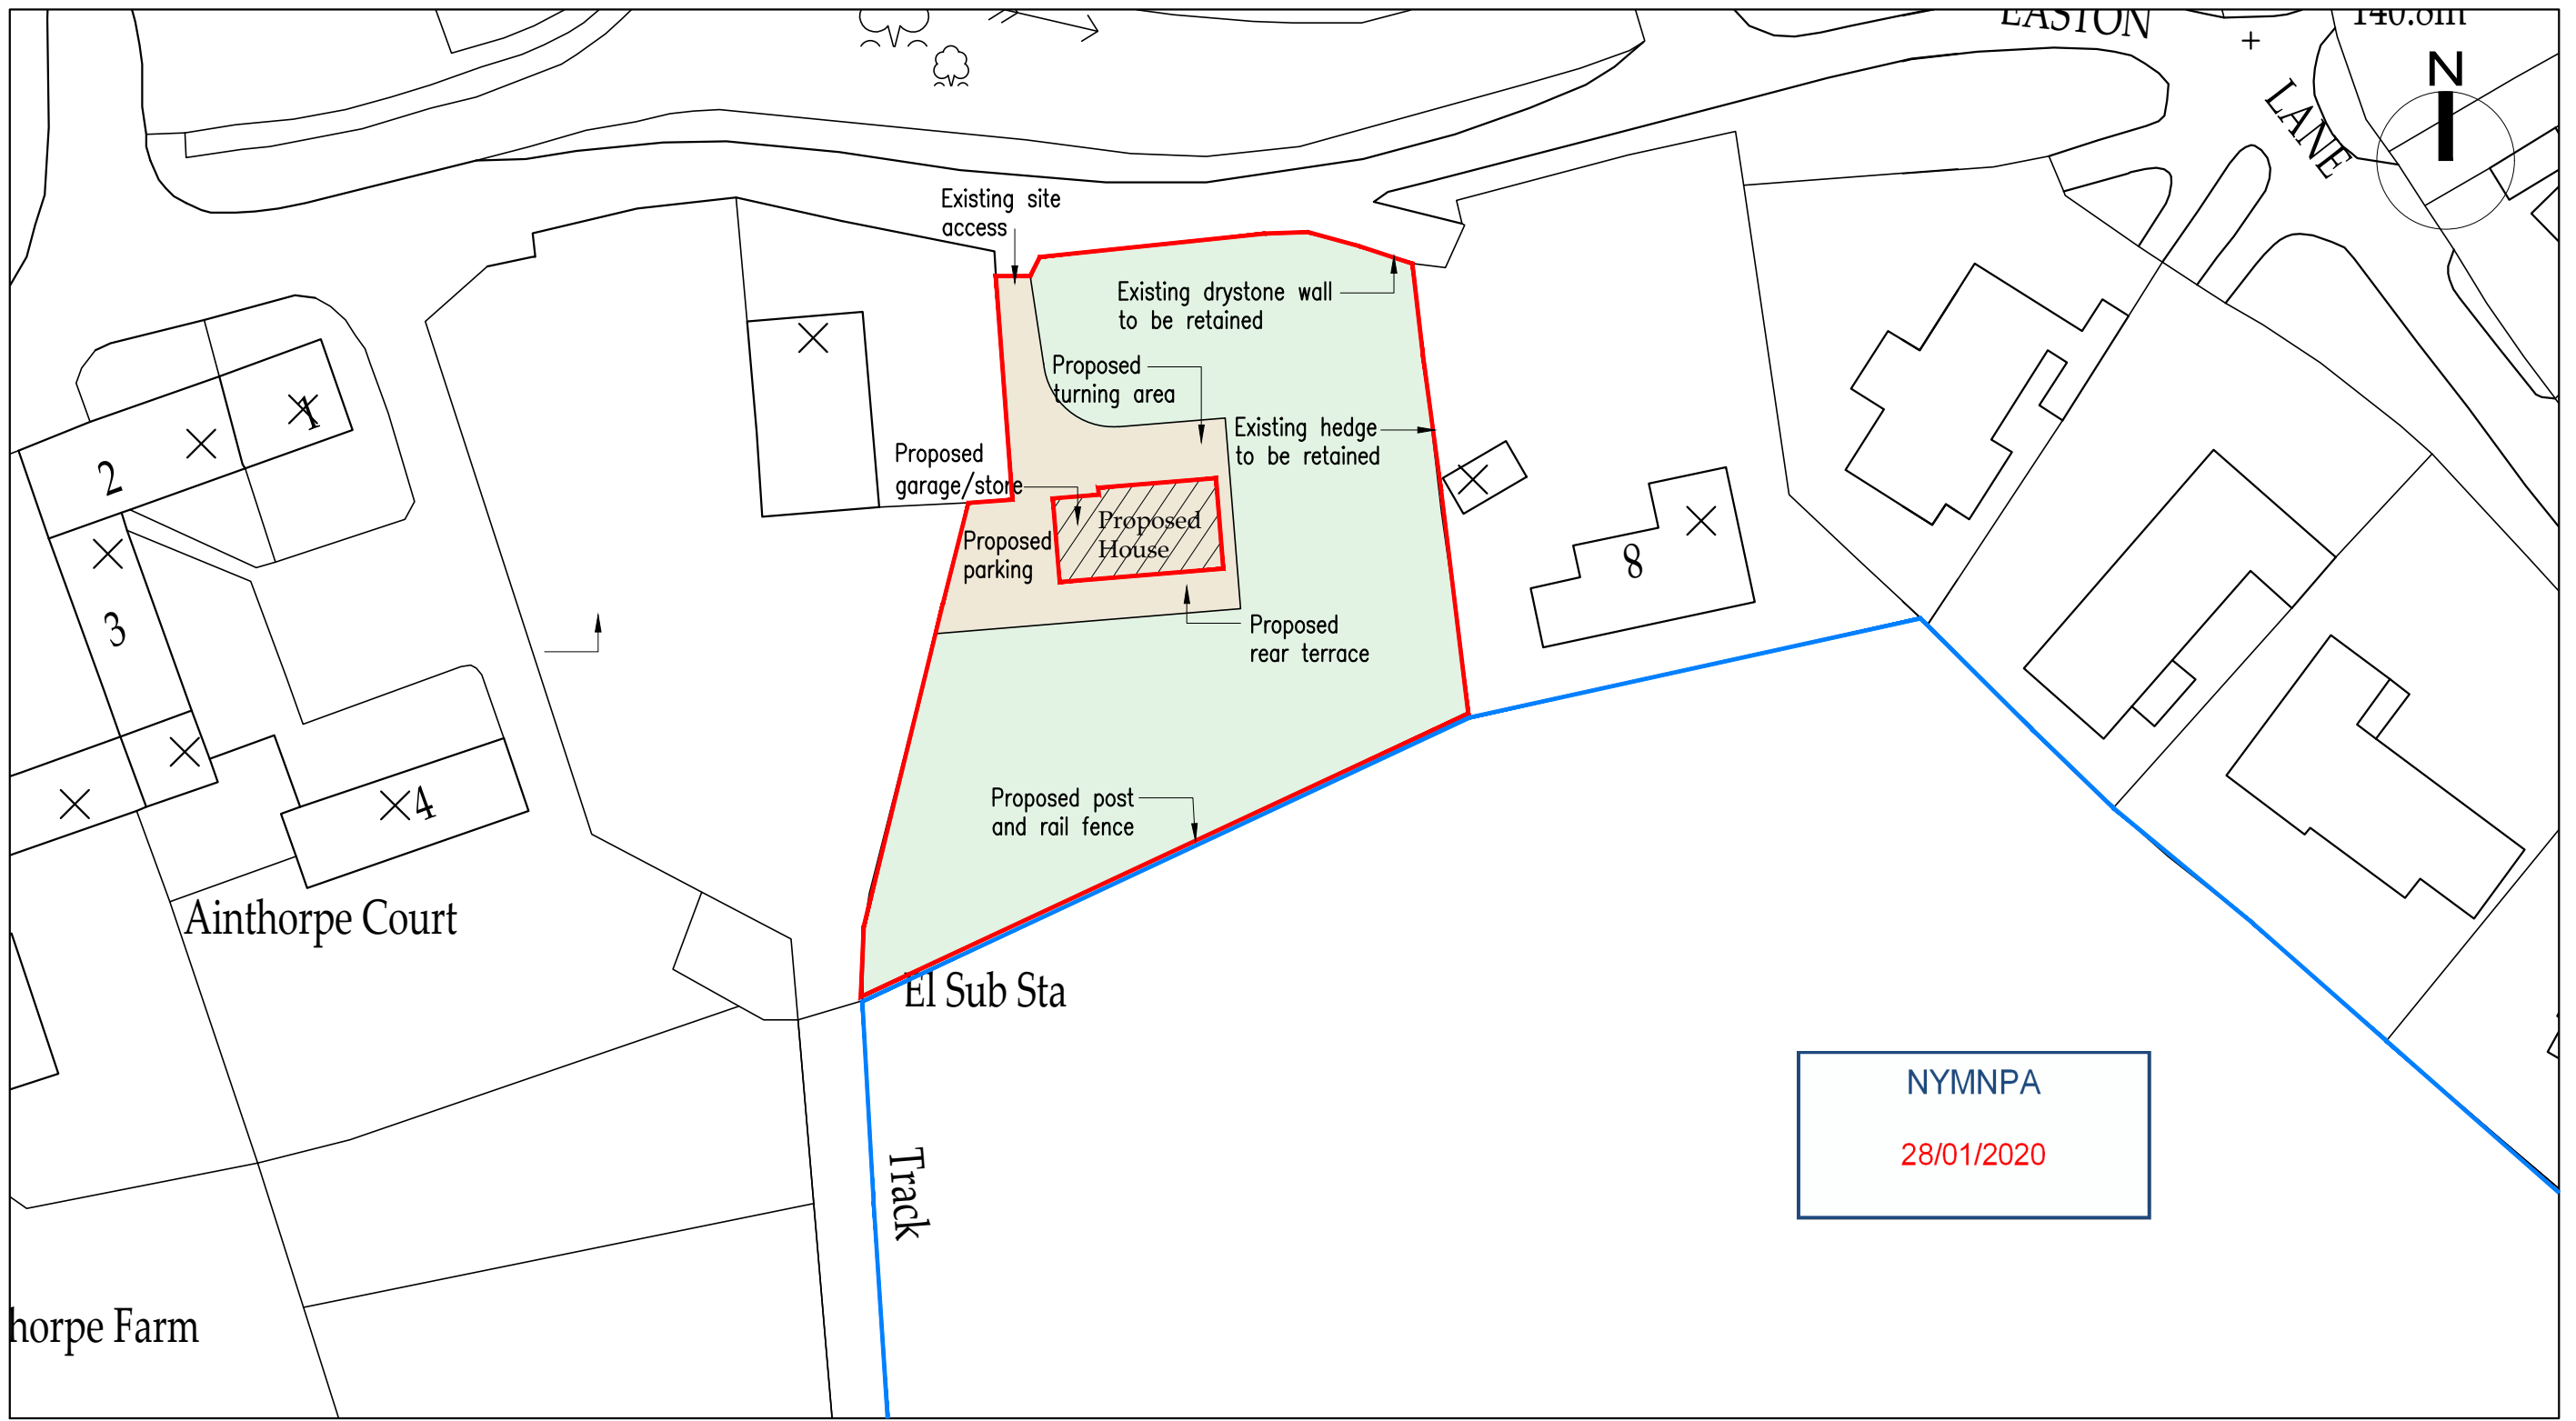 EASTON
140.8m
N
LANE
Existing site
access
Existing drystone wall
to be retained
Proposed
turning area
Existing hedge
to be retained
Proposed
garage/store
Proposed
House
Proposed
parking
Proposed
rear terrace
Proposed post
and rail fence
1
2
3
4
8
Ainthorpe Court
El Sub Sta
Track
horpe Farm
NYMNPA
28/01/2020